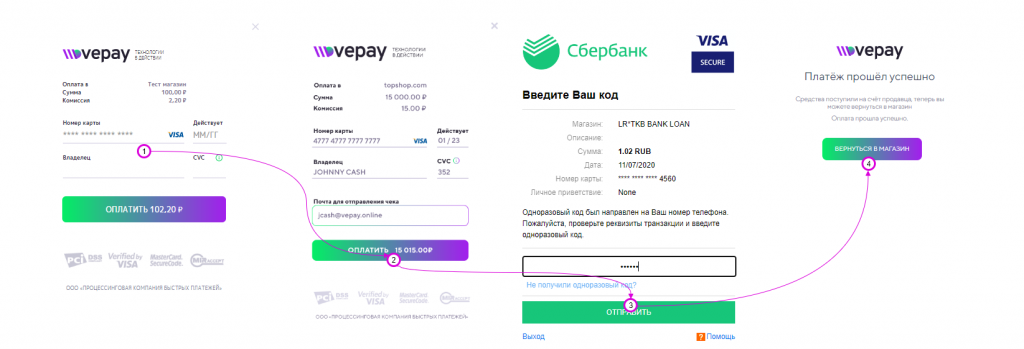 vepay ТЕХНОЛОГИИ
В ДЕЙСТВИИ
Оплата в Тест магазин
Сумма 100,00 ₽
Комиссия 2,20 ₽
Номер карты Действует
**** **** **** **** VISA ММ/ГГ
1
Владелец CVC
ОПЛАТИТЬ 102,20 ₽
PCI DSS Verified by VISA MasterCard. SecureCode.
ООО «ПРОЦЕССИНГОВАЯ КОМПАНИЯ БЫСТРЫХ ПЛАТЕЖЕЙ»
vepay ТЕХНОЛОГИИ
В ДЕЙСТВИИ
Оплата в topshop.com
Сумма 15 000.00 ₽
Комиссия 15.00 ₽
Номер карты Действует
4777 4777 7777 7777 VISA 01 / 23
Владелец CVC
JOHNNY CASH 352
Почта для отправления чека
jcash@vepay.online
ОПЛАТИТЬ 15 015.00₽
2
PCI DSS Verified by VISA MasterCard SecureCode
ООО «ПРОЦЕССИНГОВАЯ КОМПАНИЯ БЫСТРЫХ ПЛАТЕЖЕЙ»
СБЕРБАНК VISA
SECURE
Введите Ваш код
Магазин: LR*TKB BANK LOAN
Описание:
Сумма: 1.02 RUB
Дата: 11/07/2020
Номер карты: **** **** **** 4560
Личное приветствие: None
Одноразовый код был направлен на Ваш номер телефона.
Пожалуйста, проверьте реквизиты транзакции и введите
одноразовый код.
••••••
Не получили одноразовый код?
3
ОТПРАВИТЬ
Выход ? Помощь
vepay
Платёж прошёл успешно
Средства поступили на счёт продавца, теперь вы
можете вернуться в магазин
Оплата прошла успешно.
ВЕРНУТЬСЯ В МАГАЗИН
4